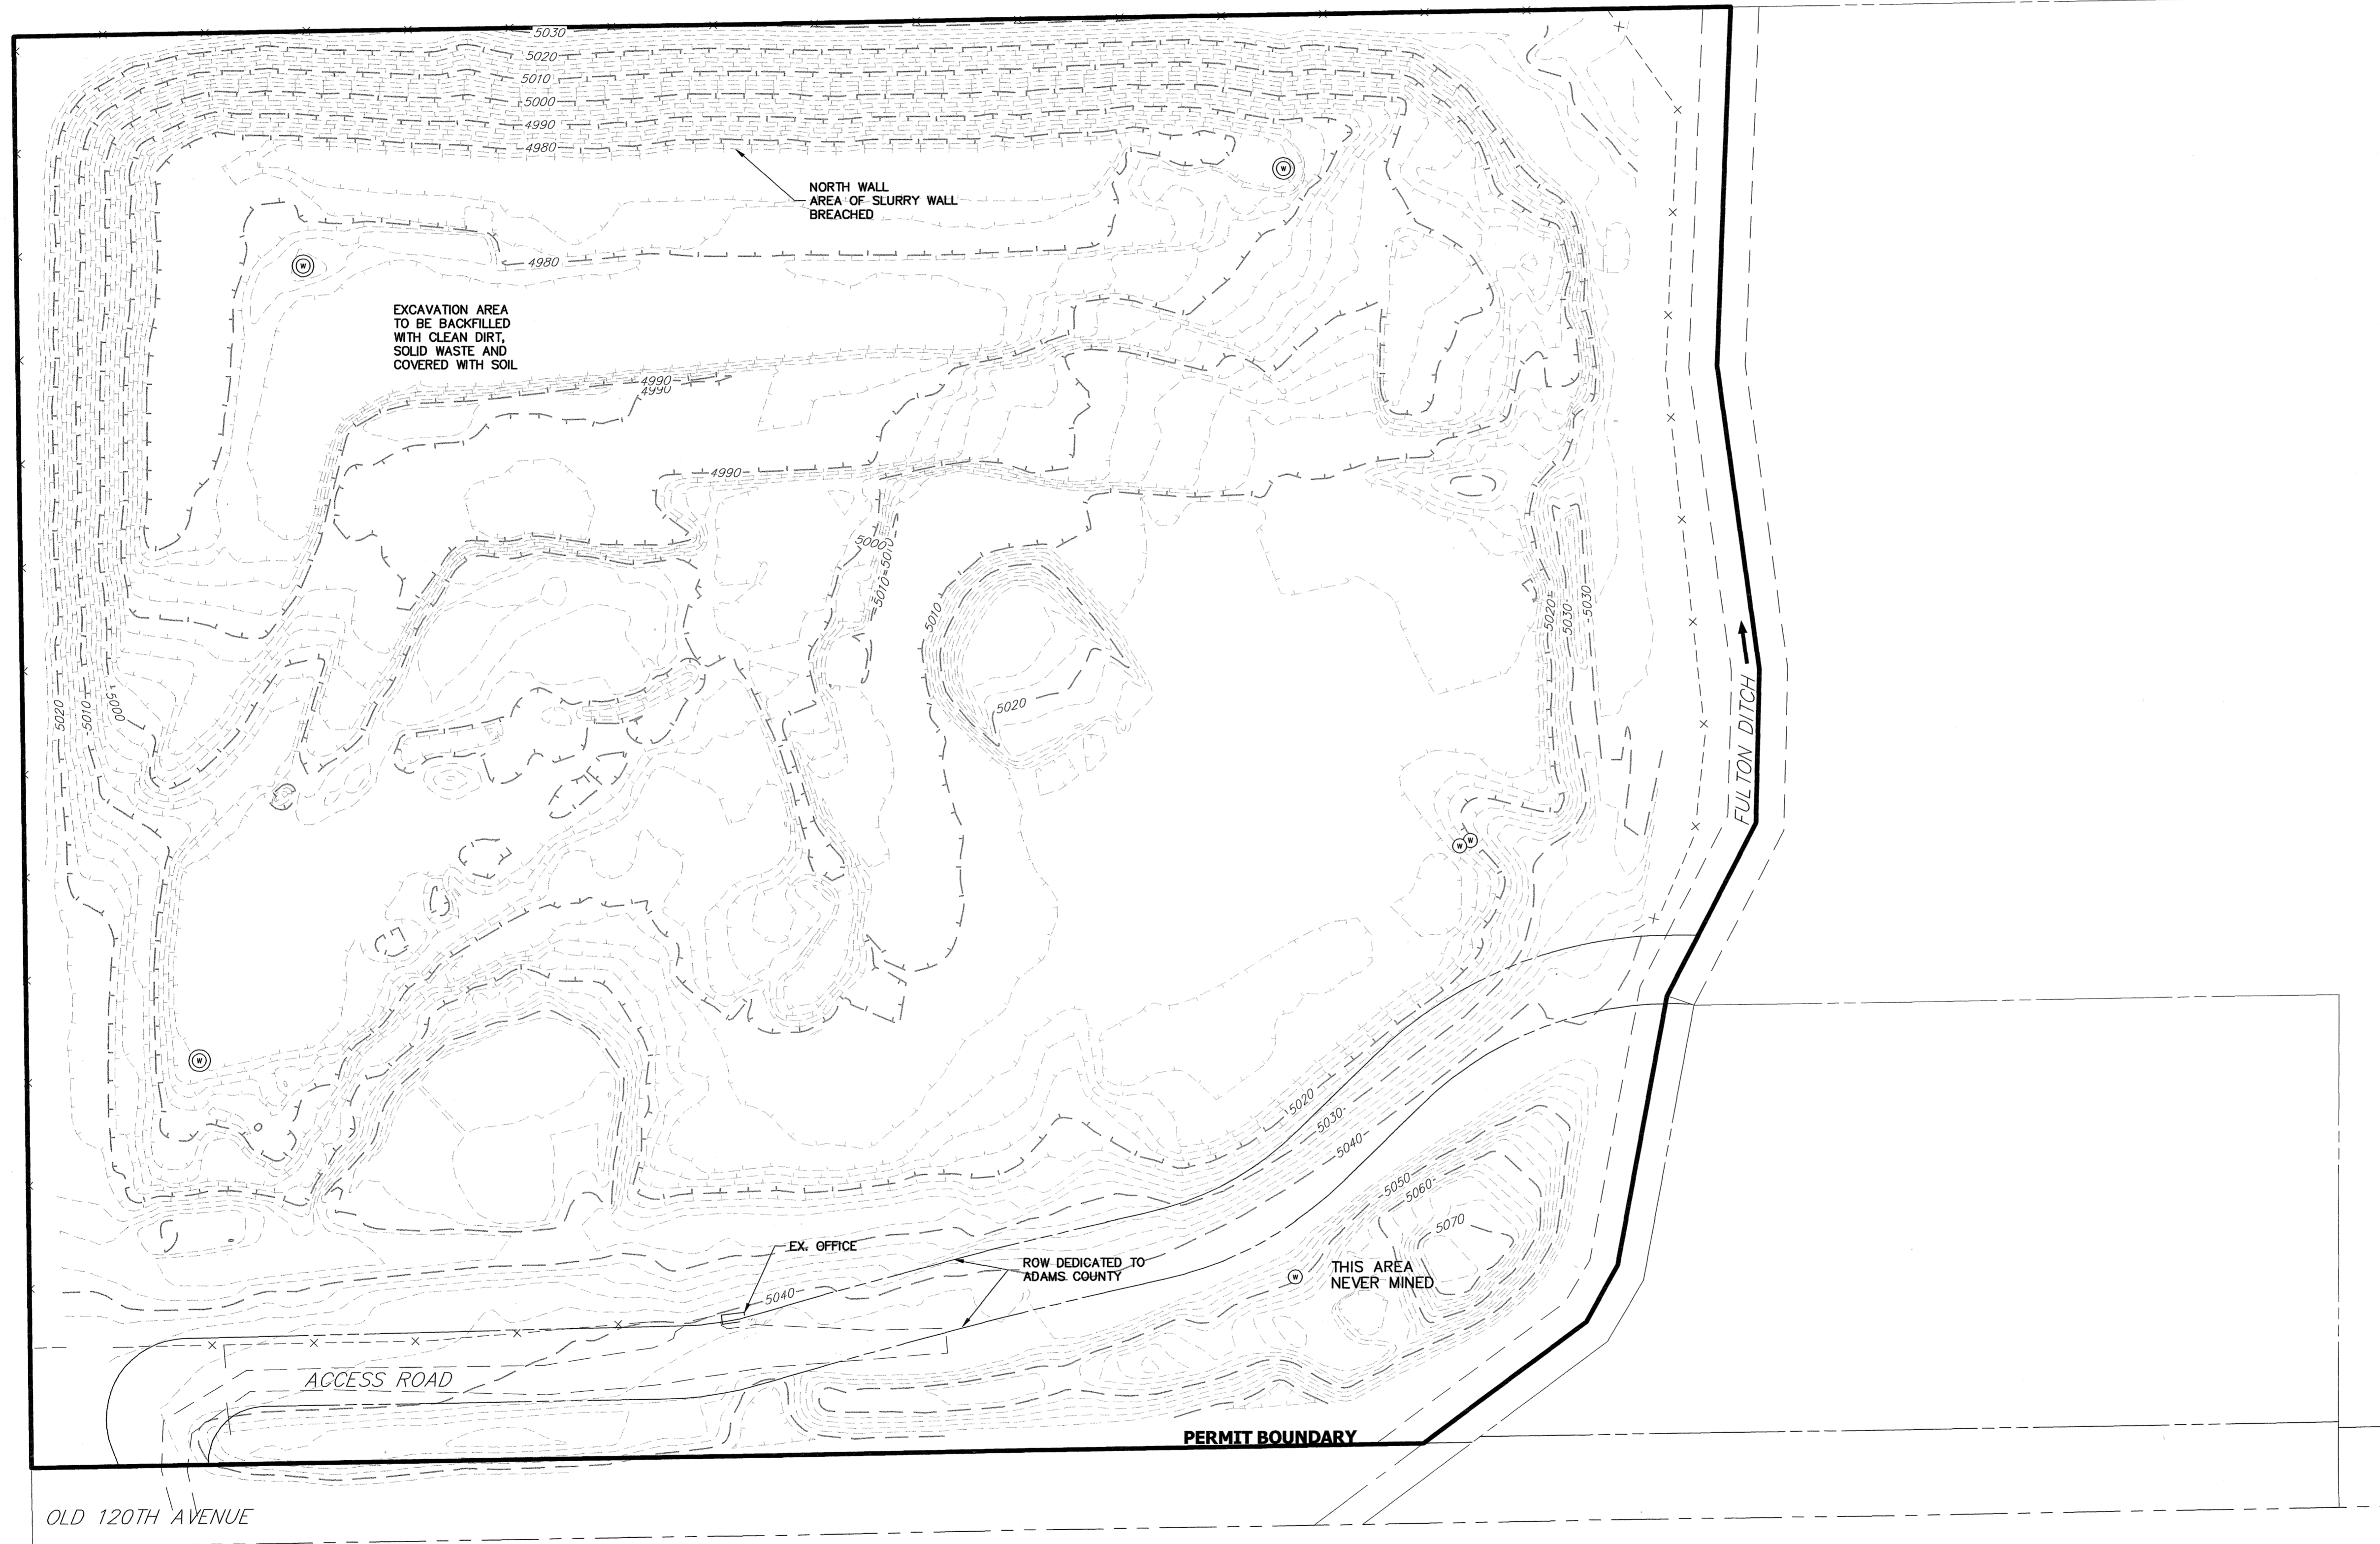 5030
5020
5010
5000
4990
4980
W
NORTH WALL
AREA OF SLURRY WALL
BREACHED
4980
W
EXCAVATION AREA
TO BE BACKFILLED
WITH CLEAN DIRT,
SOLID WASTE AND
COVERED WITH SOIL
4990
4990
4990
5000
5010
5010
5020
5030
5030
5020
5010
5000
5020
FULTON DITCH
W
W
W
5020
5030
5040
5050
5060
5070
EX. OFFICE
ROW DEDICATED TO
ADAMS COUNTY
W
THIS AREA
NEVER MINED
5040
ACCESS ROAD
PERMIT BOUNDARY
OLD 120TH AVENUE